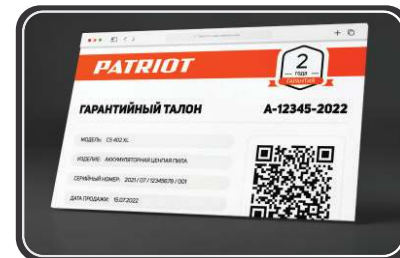 PATRIOT
2
ГОДА
ГАРАНТИЯ
ГАРАНТИЙНЫЙ ТАЛОН
A-12345-2022
МОДЕЛЬ: CS 402 XL
ИЗДЕЛИЕ: АККУМУЛЯТОРНАЯ ЦЕПНАЯ ПИЛА
СЕРИЙНЫЙ НОМЕР: 2021 / 07 / 12345678 / 001
ДАТА ПРОДАЖИ: 15.07.2022